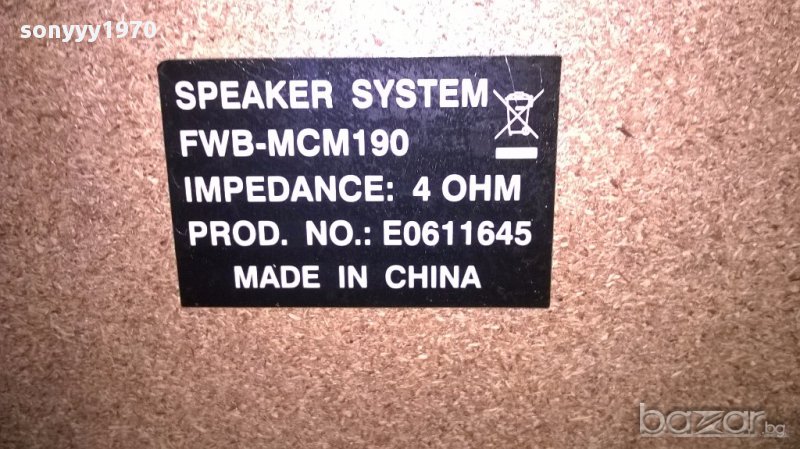 sonyyy1970
SPEAKER SYSTEM
FWB-MCM190
IMPEDANCE: 4 OHM
PROD. NO.: E0611645
MADE IN CHINA
bazar.bg